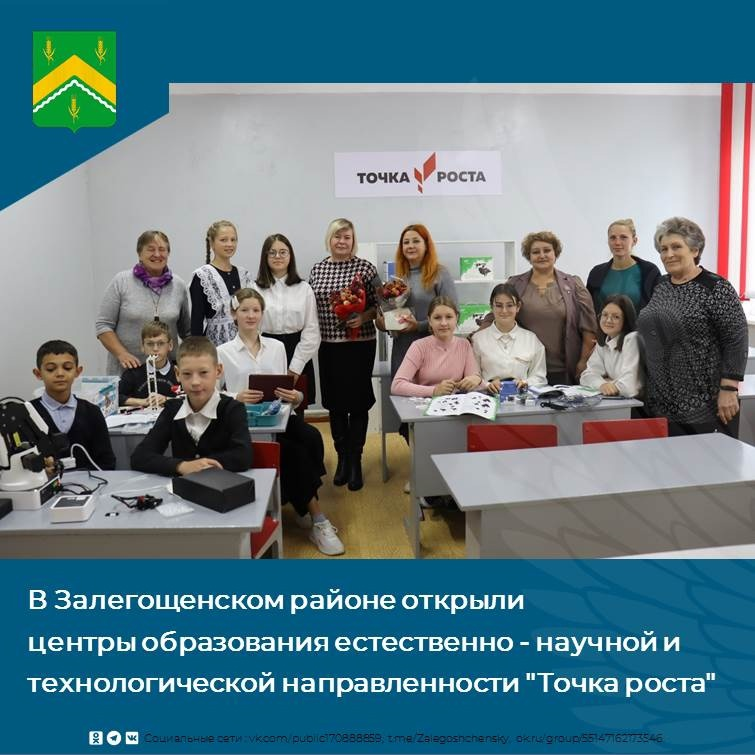 ТОЧКА РОСТА
В Залегощенском районе открыли
центры образования естественно - научной и
технологической направленности "Точка роста"
Социальные сети : vk.com/public170888859, t.me/Zalegoshchensky, ok.ru/group/55147162173546